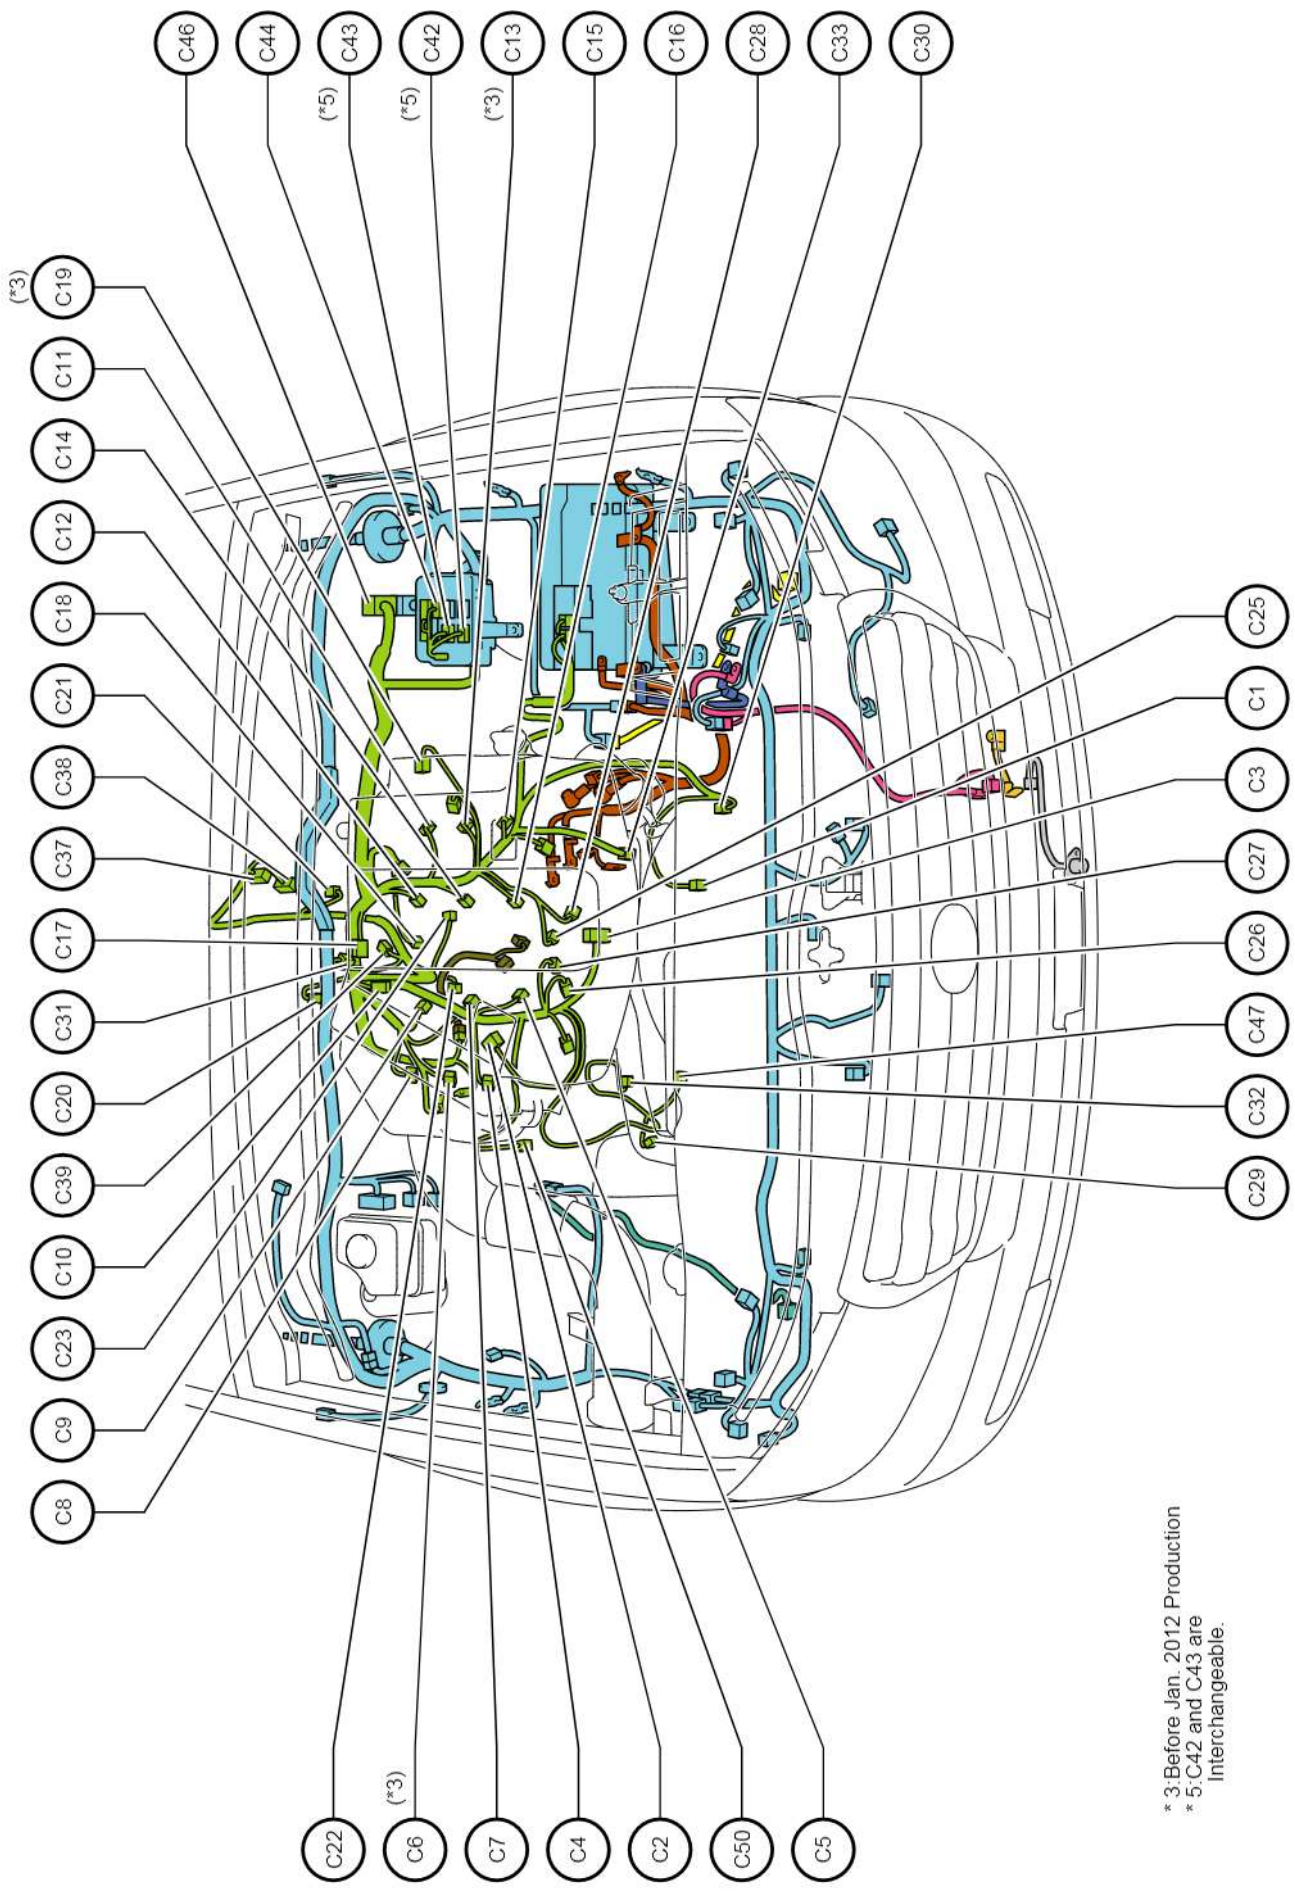 (*3)
C8 C9 C23 C10 C39 C20 C31 C17 C37 C38 C21 C18 C12 C14 C11 C19
C46
C44
(*5) C43
(*5) C42
(*3) C13
C15
C16
C28
C33
C30
C22
C6 (*3)
C7
C4
C2
C50
C5
C29 C32 C47 C26 C27 C3 C1 C25
* 3:Before Jan. 2012 Production
* 5:C42 and C43 are
Interchangeable.